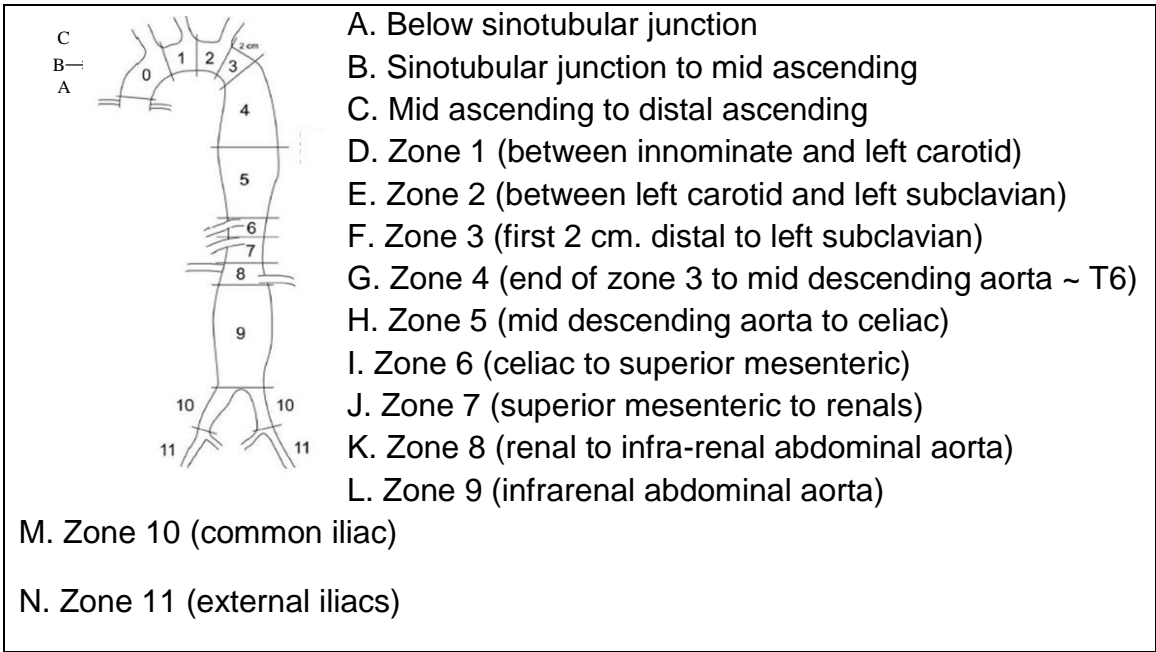 C
B
A
0
1
2
2 cm
3
4
5
6
7
8
9
10
10
11
11
A. Below sinotubular junction
B. Sinotubular junction to mid ascending
C. Mid ascending to distal ascending
D. Zone 1 (between innominate and left carotid)
E. Zone 2 (between left carotid and left subclavian)
F. Zone 3 (first 2 cm. distal to left subclavian)
G. Zone 4 (end of zone 3 to mid descending aorta ~ T6)
H. Zone 5 (mid descending aorta to celiac)
I. Zone 6 (celiac to superior mesenteric)
J. Zone 7 (superior mesenteric to renals)
K. Zone 8 (renal to infra-renal abdominal aorta)
L. Zone 9 (infrarenal abdominal aorta)
M. Zone 10 (common iliac)
N. Zone 11 (external iliacs)